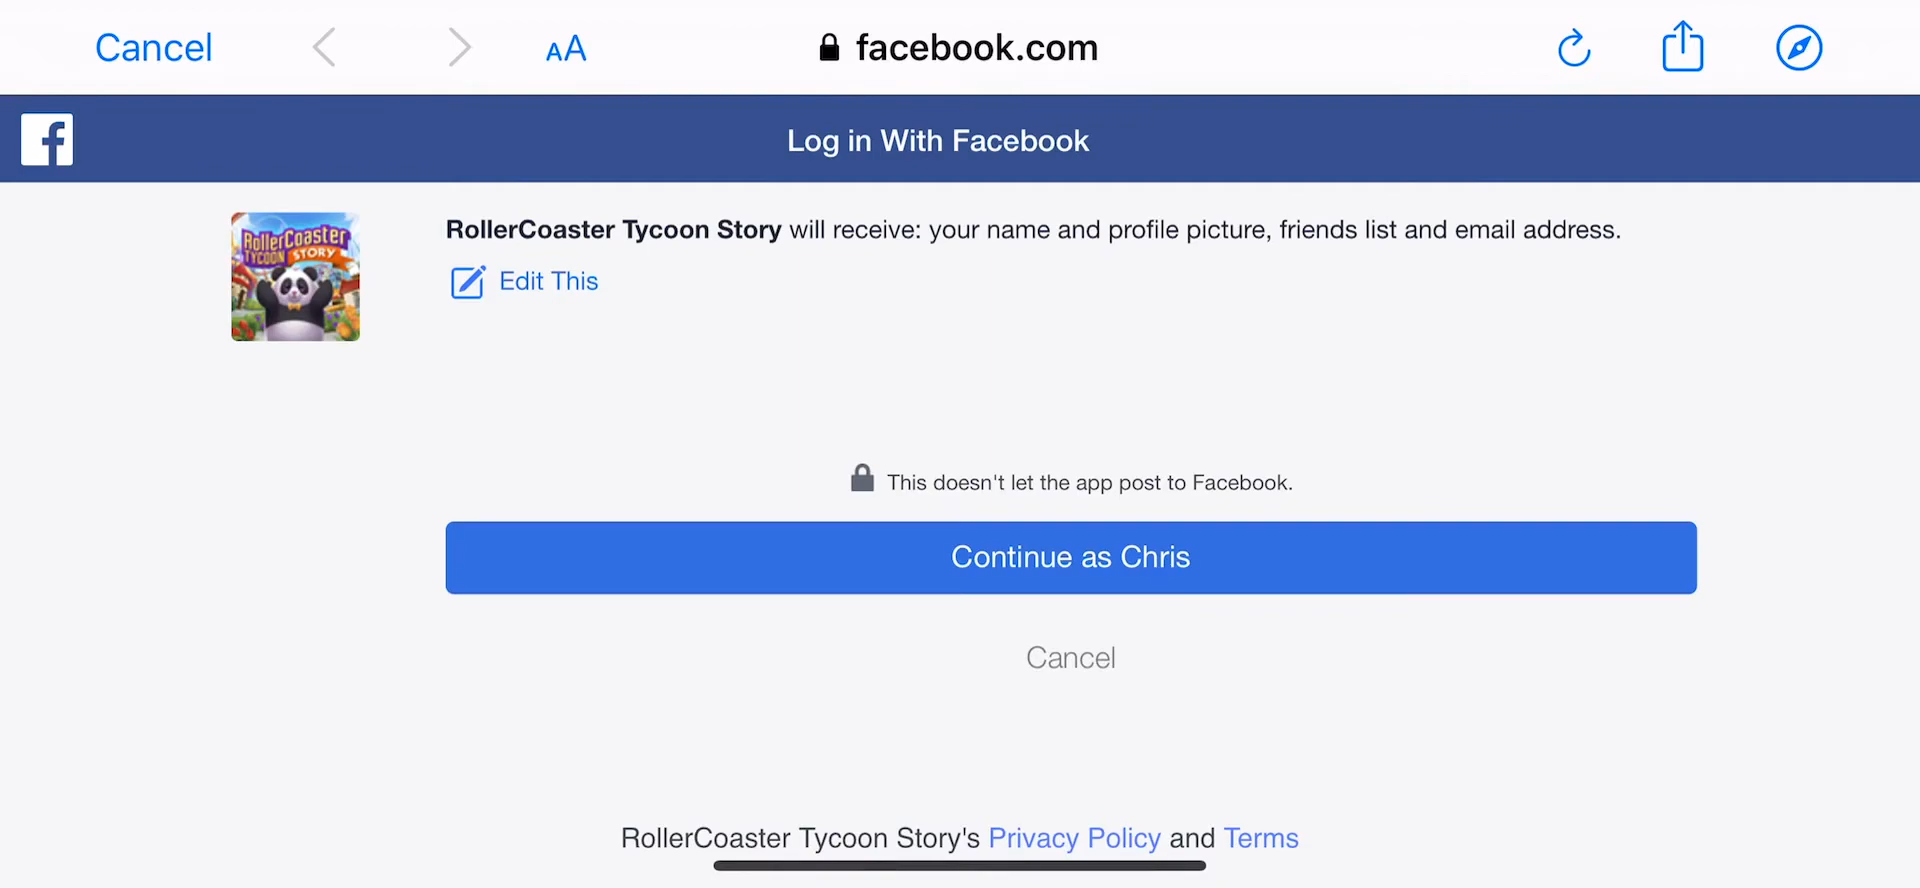 Cancel
AA
facebook.com
f
Log in With Facebook
RollerCoaster
TYCOON STORY
RollerCoaster Tycoon Story will receive: your name and profile picture, friends list and email address.
Edit This
This doesn't let the app post to Facebook.
Continue as Chris
Cancel
RollerCoaster Tycoon Story's Privacy Policy and Terms